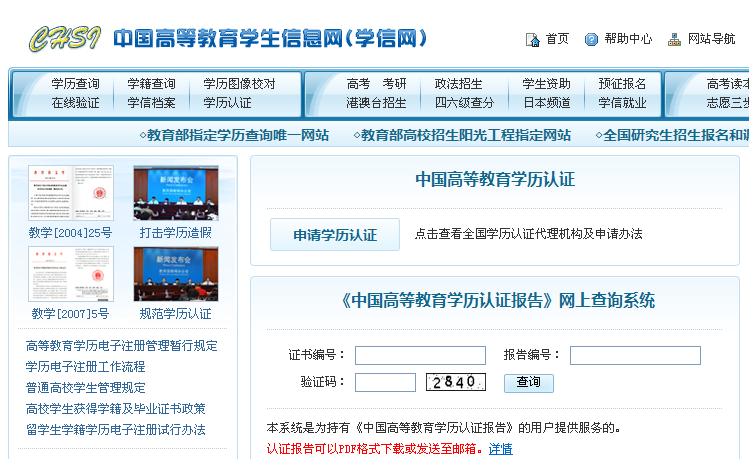 CHSI 中国高等教育学生信息网(学信网) 首页 帮助中心 网站导航
学历查询 学籍查询 学历图像校对 高考 考研 政法招生 学生资助 预征报名 高考读本
在线验证 学信档案 学历认证 港澳台招生 四六级查分 日本频道 学信就业 志愿三步
◇教育部指定学历查询唯一网站 ◇教育部高校招生阳光工程指定网站 ◇全国研究生招生报名和调
新闻发布会
教学[2004]25号 打击学历造假
新闻发布会
教学[2007]5号 规范学历认证
高等教育学历电子注册管理暂行规定
学历电子注册工作流程
普通高校学生管理规定
高校学生获得学籍及毕业证书政策
留学生学籍学历电子注册试行办法
中国高等教育学历认证
申请学历认证 点击查看全国学历认证代理机构及申请办法
《中国高等教育学历认证报告》网上查询系统
证书编号： 报告编号：
验证码： 2840 查询
本系统是为持有《中国高等教育学历认证报告》的用户提供服务的。
认证报告可以PDF格式下载或发送至邮箱。详情